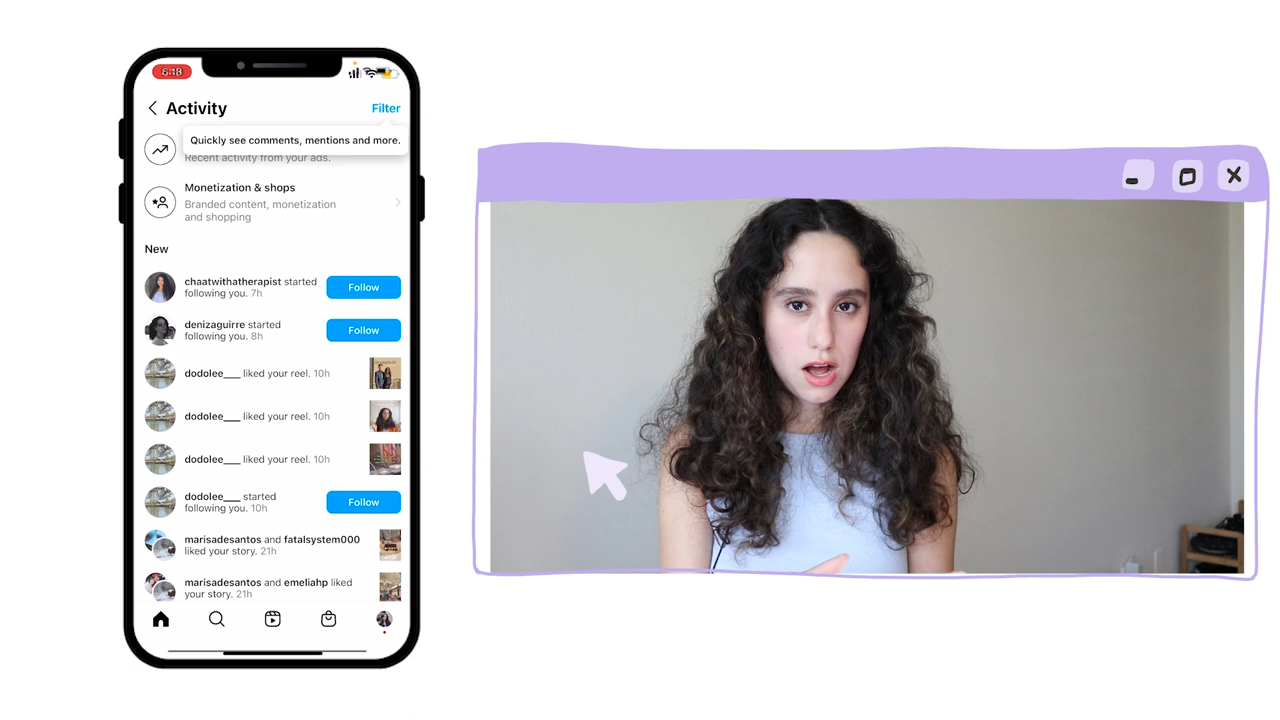 6:18
Activity
Filter
Quickly see comments, mentions and more.
Recent activity from your ads.
Monetization & shops
Branded content, monetization
and shopping
New
chaatwithatherapist started
following you. 7h
Follow
denizaguirre started
following you. 8h
Follow
dodolee___ liked your reel. 10h
dodolee___ liked your reel. 10h
dodolee___ liked your reel. 10h
dodolee___ started
following you. 10h
Follow
marisadesantos and fatalsystem000
liked your story. 21h
marisadesantos and emeliahp liked
your story. 21h